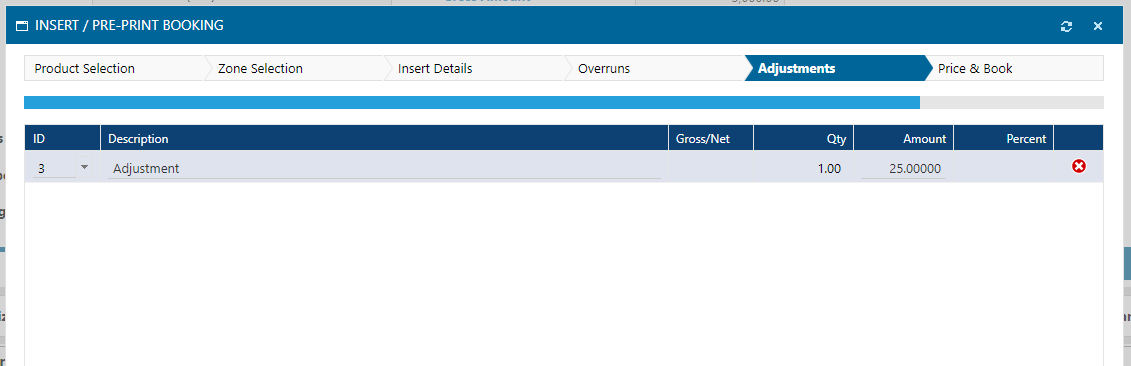 INSERT / PRE-PRINT BOOKING
Product Selection Zone Selection Insert Details Overruns Adjustments Price & Book
ID Description Gross/Net Qty Amount Percent
3 Adjustment 1.00 25.00000